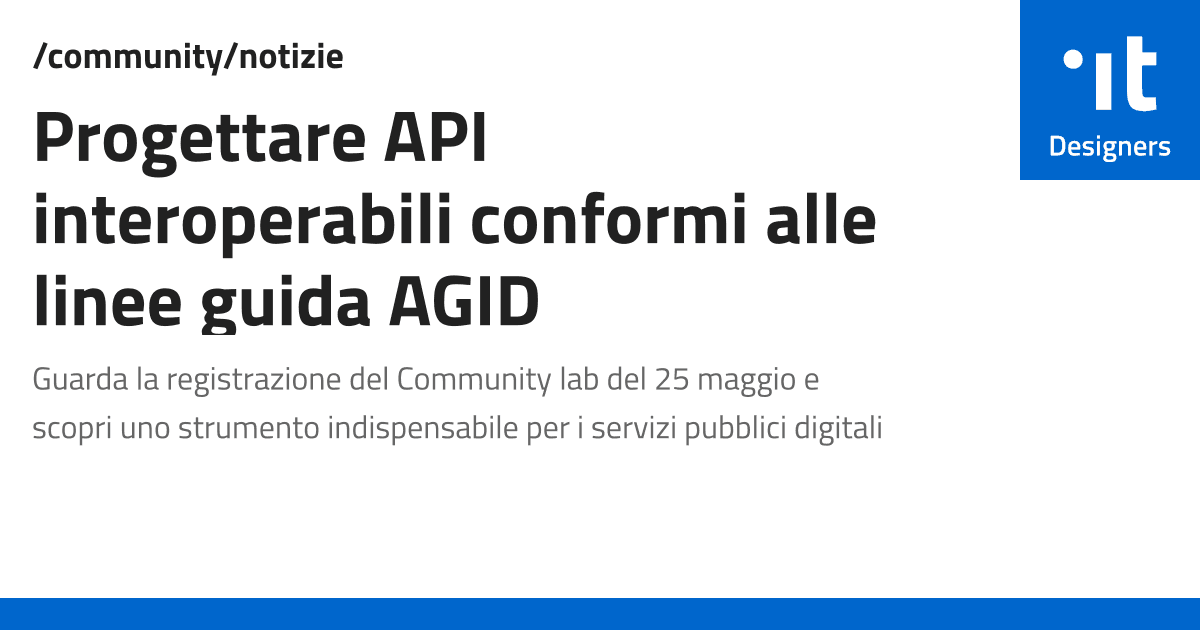 /community/notizie
Progettare API
interoperabili conformi alle
linee guida AGID
Guarda la registrazione del Community lab del 25 maggio e
scopri uno strumento indispensabile per i servizi pubblici digitali
it
Designers